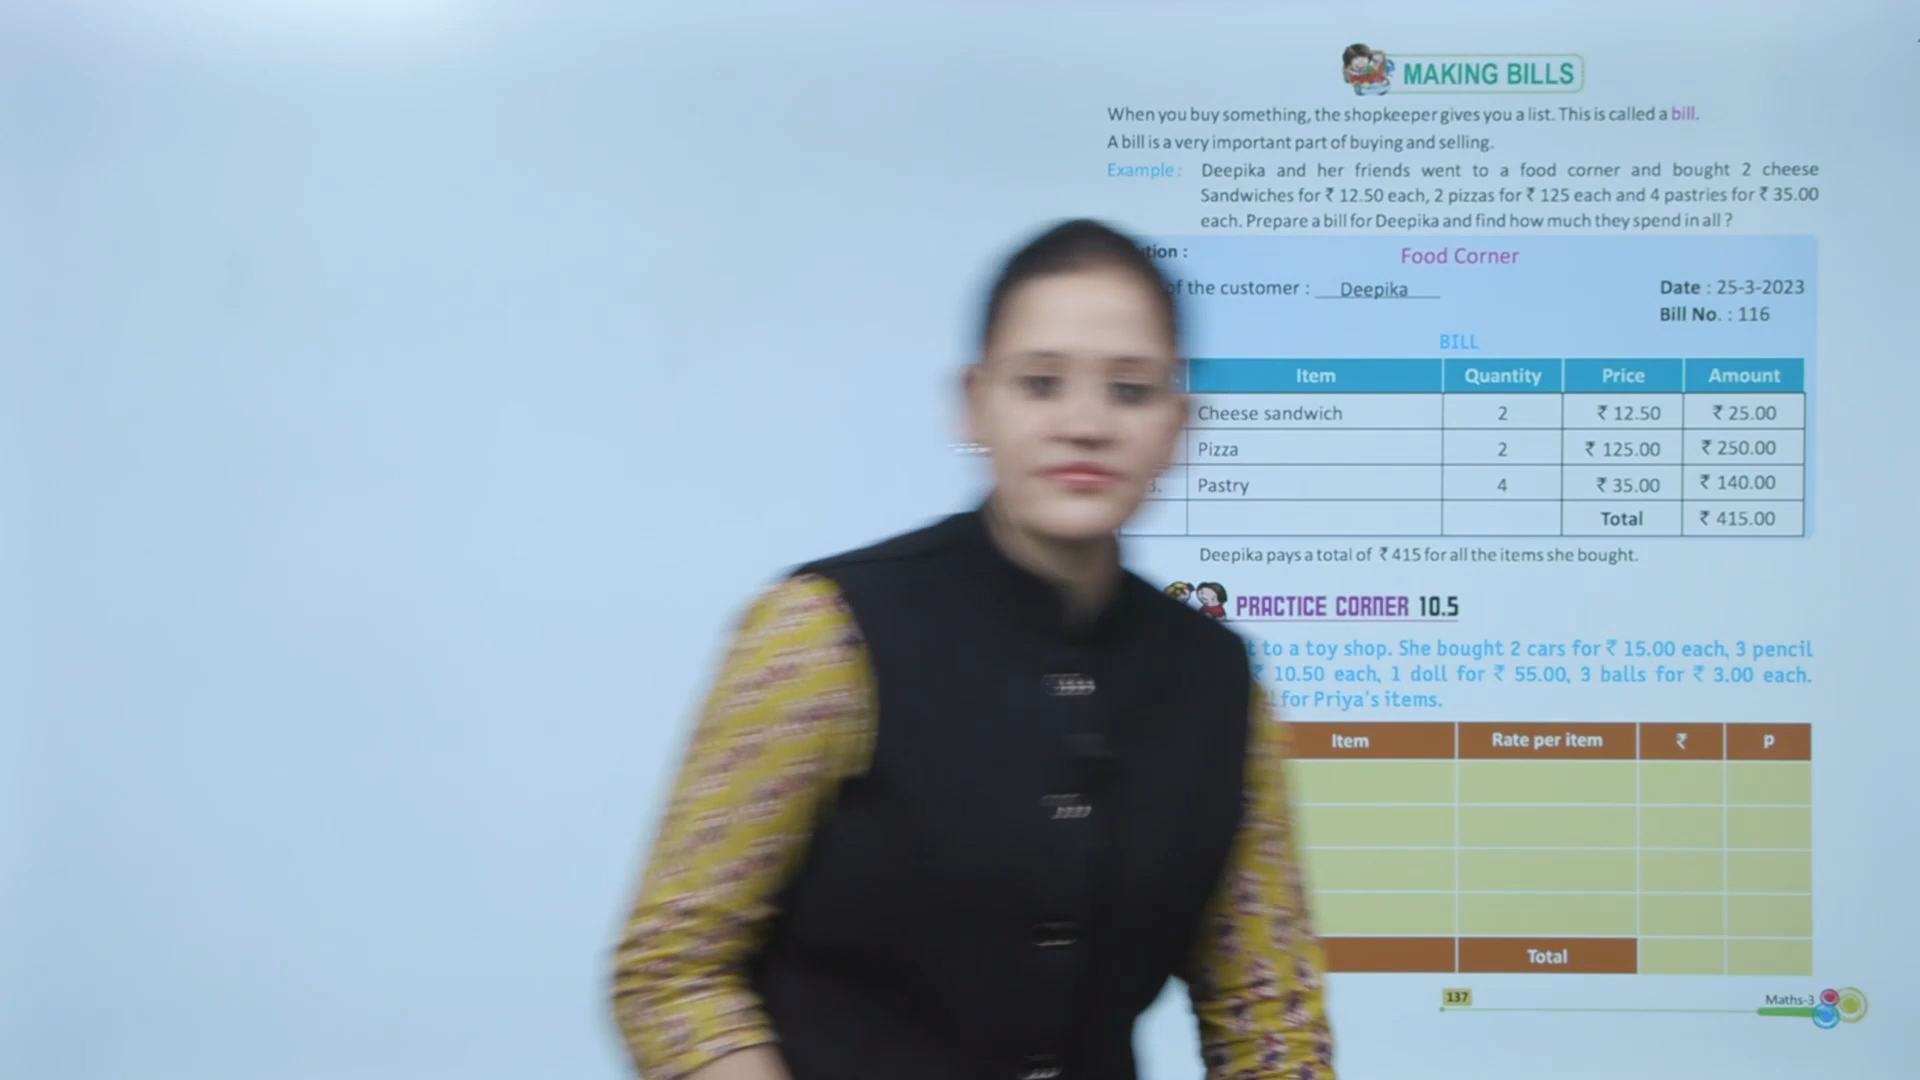 MAKING BILLS
When you buy something, the shopkeeper gives you a list. This is called a bill.
A bill is a very important part of buying and selling.
Example : Deepika and her friends went to a food corner and bought 2 cheese
Sandwiches for ₹ 12.50 each, 2 pizzas for ₹ 125 each and 4 pastries for ₹ 35.00
each. Prepare a bill for Deepika and find how much they spend in all ?
Food Corner
of the customer : Deepika
Date : 25-3-2023
Bill No. : 116
BILL
Item Quantity Price Amount
Cheese sandwich 2 ₹ 12.50 ₹ 25.00
Pizza 2 ₹ 125.00 ₹ 250.00
3. Pastry 4 ₹ 35.00 ₹ 140.00
Total ₹ 415.00
Deepika pays a total of ₹ 415 for all the items she bought.
PRACTICE CORNER 10.5
to a toy shop. She bought 2 cars for ₹ 15.00 each, 3 pencil
₹ 10.50 each, 1 doll for ₹ 55.00, 3 balls for ₹ 3.00 each.
for Priya's items.
Item Rate per item ₹ P
Total
137
Maths-3